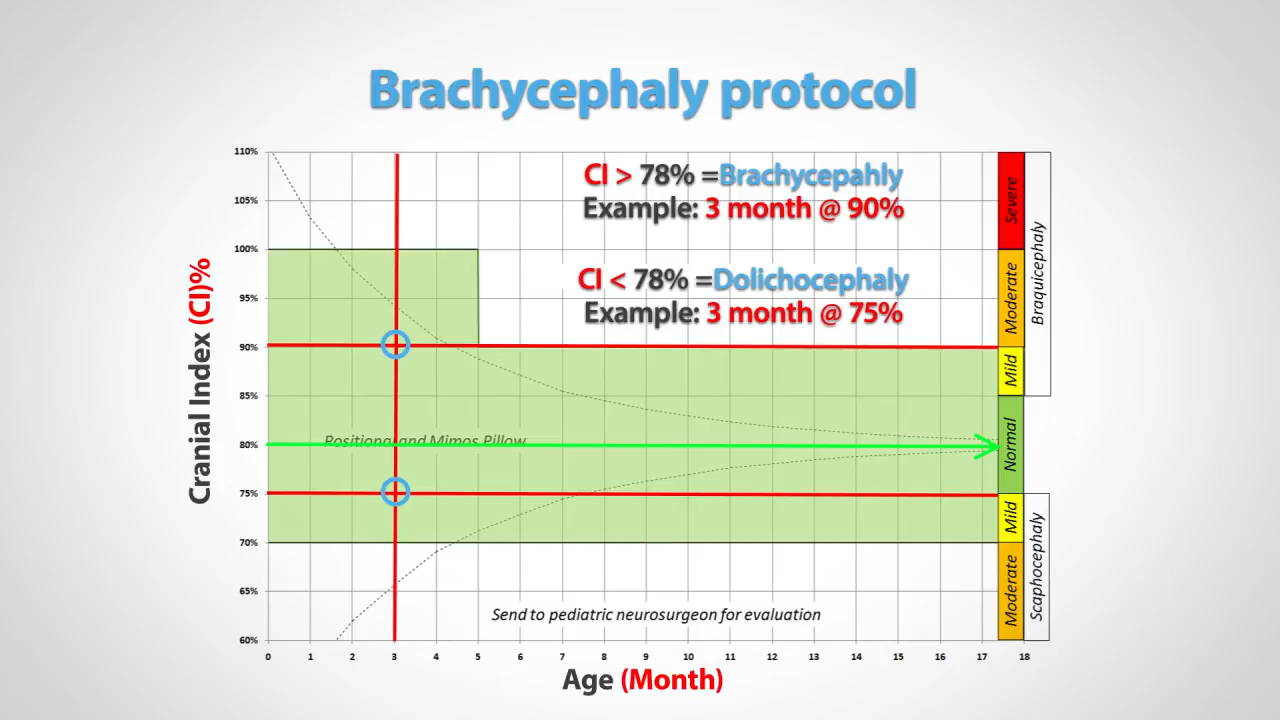 Brachycephaly protocol
110%
105%
100%
95%
90%
85%
80%
75%
70%
65%
60%
Cranial Index (CI)%
CI > 78% =Brachycepahly
Example: 3 month @ 90%
CI < 78% =Dolichocephaly
Example: 3 month @ 75%
Positional and Mimos Pillow
Send to pediatric neurosurgeon for evaluation
Severe
Moderate
Mild
Normal
Mild
Moderate
Braquicephaly
Scaphocephaly
0 1 2 3 4 5 6 7 8 9 10 11 12 13 14 15 16 17 18
Age (Month)